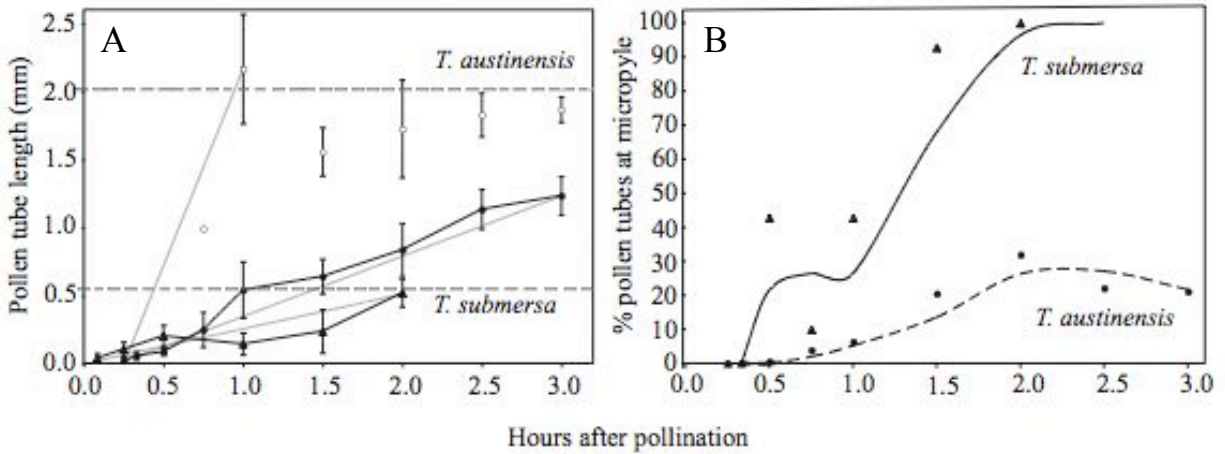 A
Pollen tube length (mm)
2.5
2.0
1.5
1.0
0.5
0.0
T. austinensis
T. submersa
0.0 0.5 1.0 1.5 2.0 2.5 3.0
B
% pollen tubes at micropyle
100
90
80
70
60
50
40
30
20
10
0
T. submersa
T. austinensis
0.0 0.5 1.0 1.5 2.0 2.5 3.0
Hours after pollination